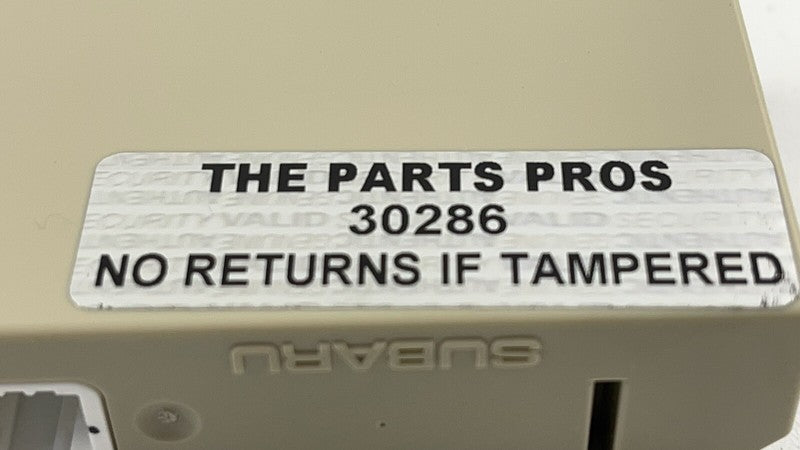 THE PARTS PROS
30286
NO RETURNS IF TAMPERED
SUBARU